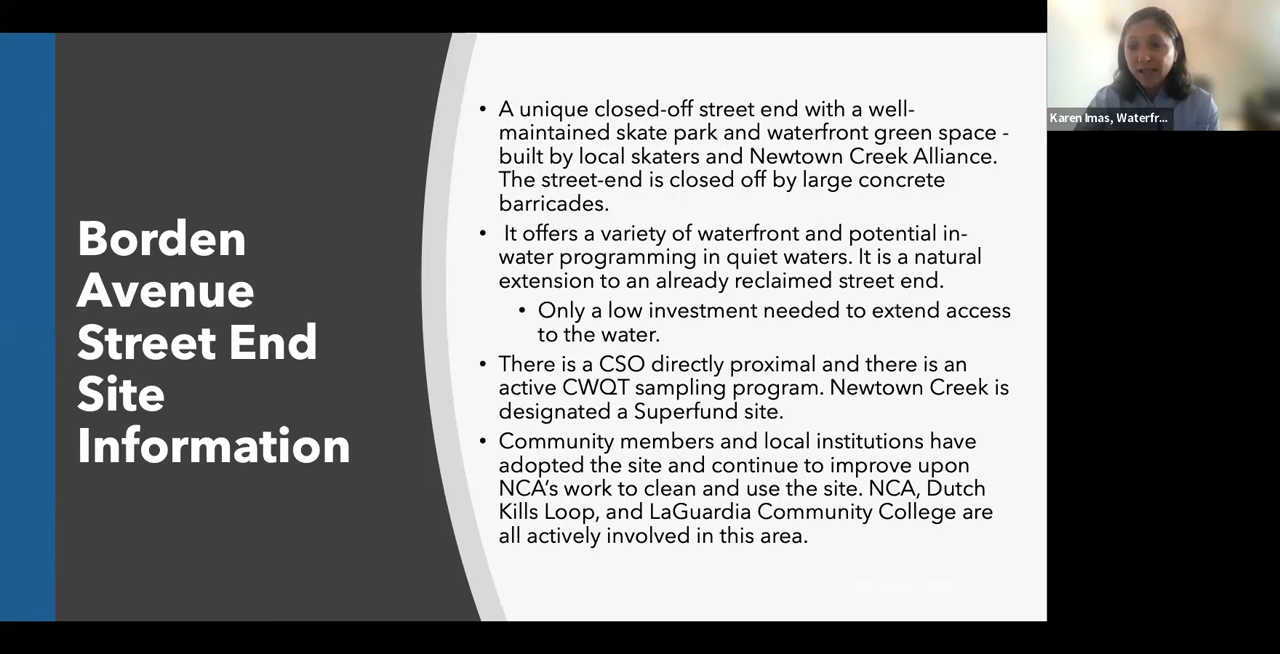 Borden
Avenue
Street End
Site
Information
• A unique closed-off street end with a well-
maintained skate park and waterfront green space -
built by local skaters and Newtown Creek Alliance.
The street-end is closed off by large concrete
barricades.
• It offers a variety of waterfront and potential in-
water programming in quiet waters. It is a natural
extension to an already reclaimed street end.
• Only a low investment needed to extend access
to the water.
• There is a CSO directly proximal and there is an
active CWQT sampling program. Newtown Creek is
designated a Superfund site.
• Community members and local institutions have
adopted the site and continue to improve upon
NCA's work to clean and use the site. NCA, Dutch
Kills Loop, and LaGuardia Community College are
all actively involved in this area.
Karen Imas, Waterfr...